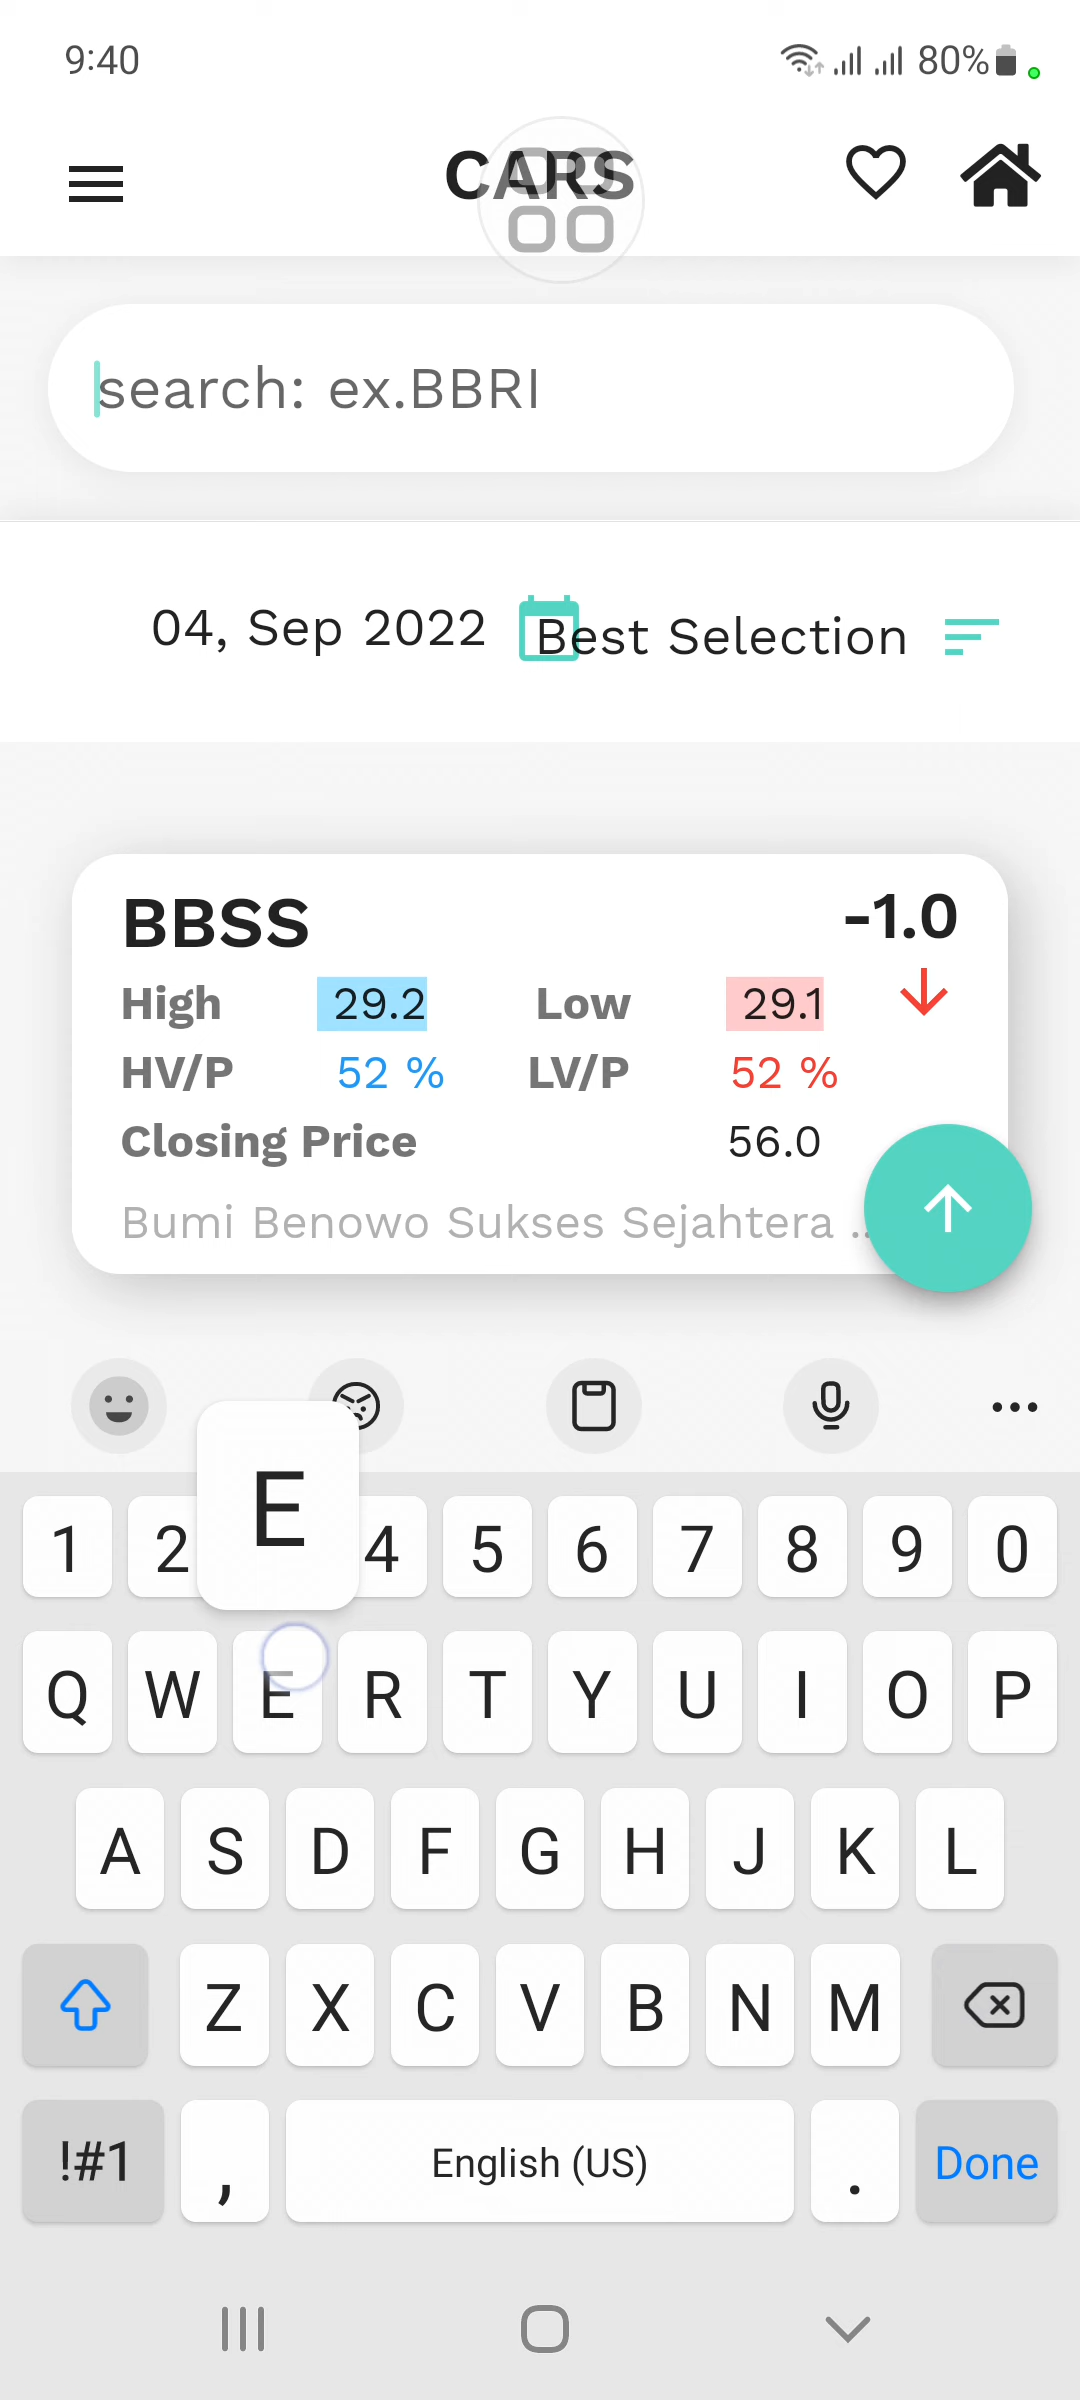 9:40 80%
CARS
search: ex.BBRI
04, Sep 2022 Best Selection
BBSS -1.0
High 29.2 Low 29.1
HV/P 52 % LV/P 52 %
Closing Price 56.0
Bumi Benowo Sukses Sejahtera ..
E
1 2 4 5 6 7 8 9 0
Q W E R T Y U I O P
A S D F G H J K L
Z X C V B N M
!#1 , English (US) . Done